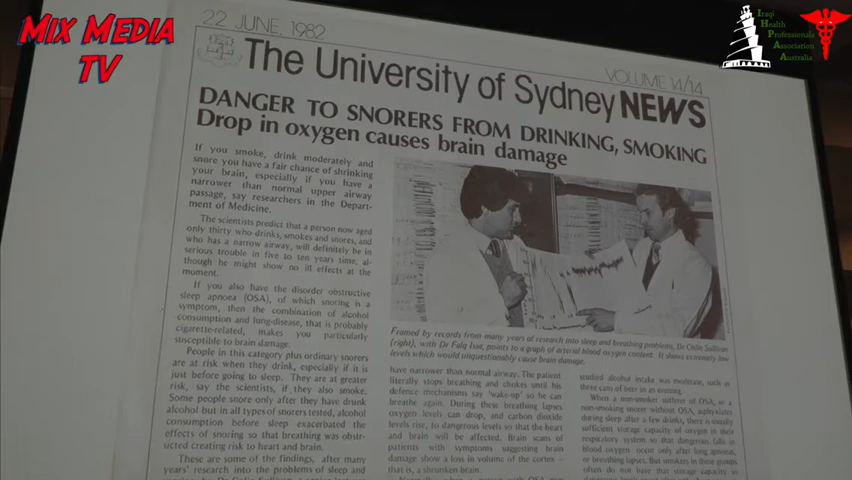 MIX MEDIA
TV
Iraqi
Health
Professionals
Association
Australia
22 JUNE, 1982
VOLUME 14/14
The University of Sydney NEWS
DANGER TO SNORERS FROM DRINKING, SMOKING
Drop in oxygen causes brain damage
If you smoke, drink moderately and
snore you have a fair chance of shrinking
your brain, especially if you have a
narrower than normal upper airway
passage, say researchers in the Depart-
ment of Medicine.
The scientists predict that a person now aged
only thirty who drinks, smokes and snores, and
who has a narrow airway, will definitely be in
serious trouble in five to ten years time, al-
though he might show no ill effects at the
moment.
If you also have the disorder obstructive
sleep apnoea (OSA), of which snoring is a
symptom, then the combination of alcohol
consumption and lung-disease, that is probably
cigarette-related, makes you particularly
susceptible to brain damage.
People in this category plus ordinary snorers
are at risk when they drink, especially if it is
just before going to sleep. They are at greater
risk, say the scientists, if they also smoke.
Some people snore only after they have drunk
alcohol but in all types of snorers tested, alcohol
consumption before sleep exacerbated the
effects of snoring so that breathing was obst-
ructed creating risk to heart and brain.
These are some of the findings, after many
years' research into the problems of sleep and
Framed by records from many years of research into sleep and breathing problems, Dr Colin Sullivan
(right), with Dr Faiq Issa, points to a graph of arterial blood oxygen content. It shows extremely low
levels which would unquestionably cause brain damage.
have narrower than normal airway. The patient
literally stops breathing and chokes until his
defence mechanisms say 'wake-up' so he can
breathe again. During these breathing lapses
oxygen levels can drop, and carbon dioxide
levels rise, to dangerous levels so that the heart
and brain will be affected. Brain scans of
patients with symptoms suggesting brain
damage show a loss in volume of the cortex –
that is, a shrunken brain.
studied alcohol intake was moderate, such as
three cans of beer in an evening.
When a non-smoker sufferer of OSA, or a
non-smoking snorer without OSA, asphyxiates
during sleep after a few drinks, there is usually
sufficient storage capacity of oxygen in their
respiratory system so that dangerous falls in
blood oxygen occur only after long apnoeas,
or breathing lapses. But smokers in these groups
often do not have that storage capacity so